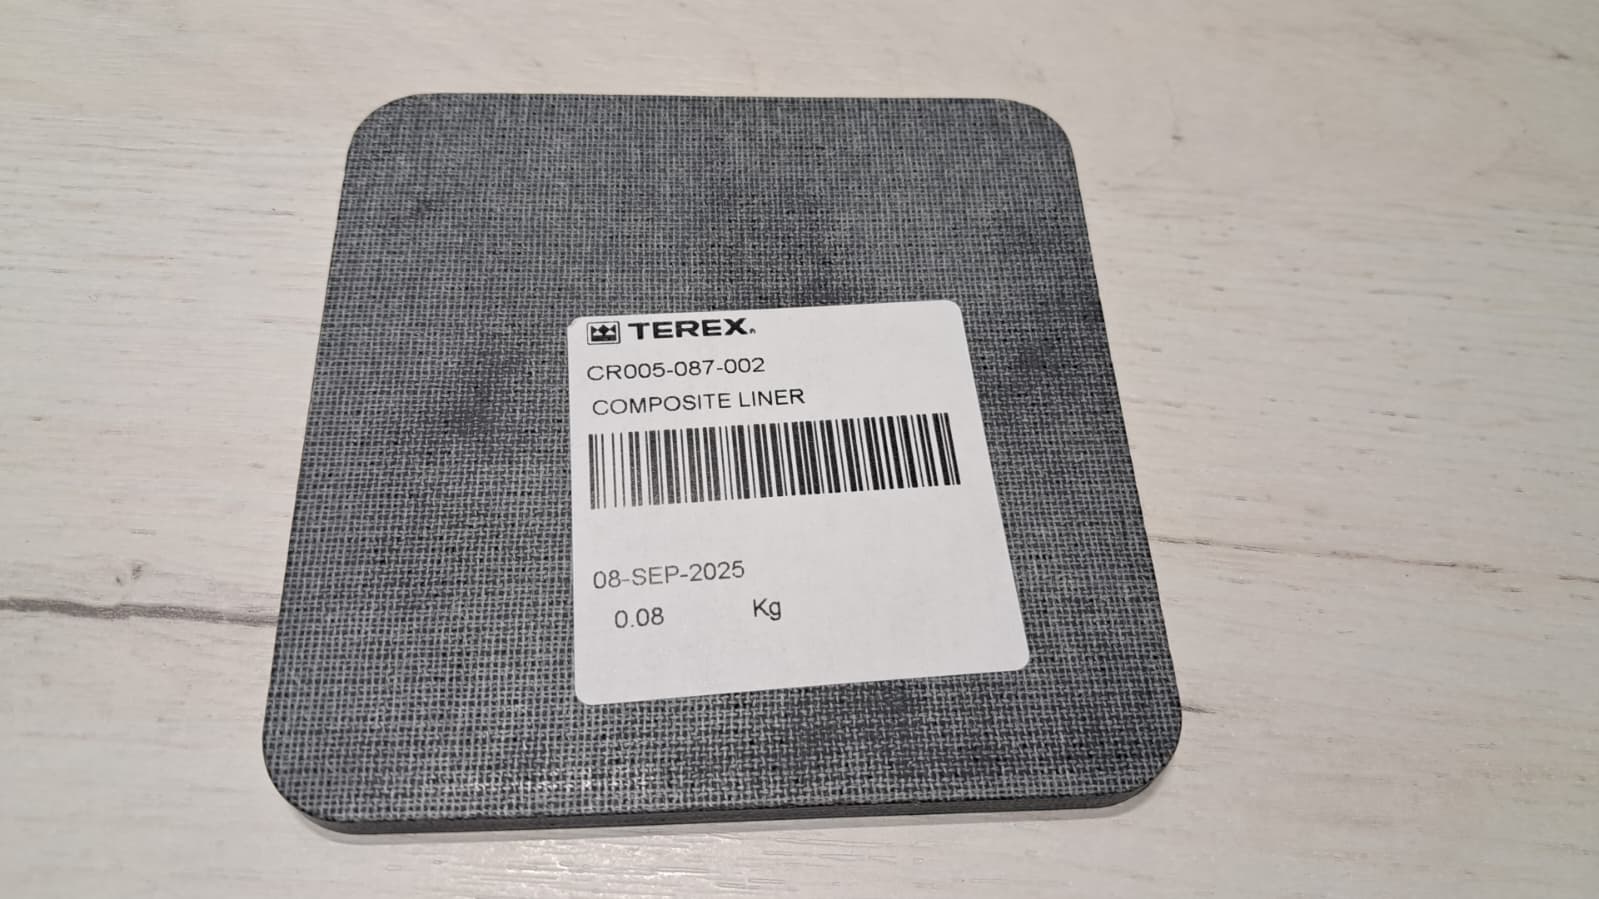 TEREX®
CR005-087-002
COMPOSITE LINER
08-SEP-2025
0.08 Kg